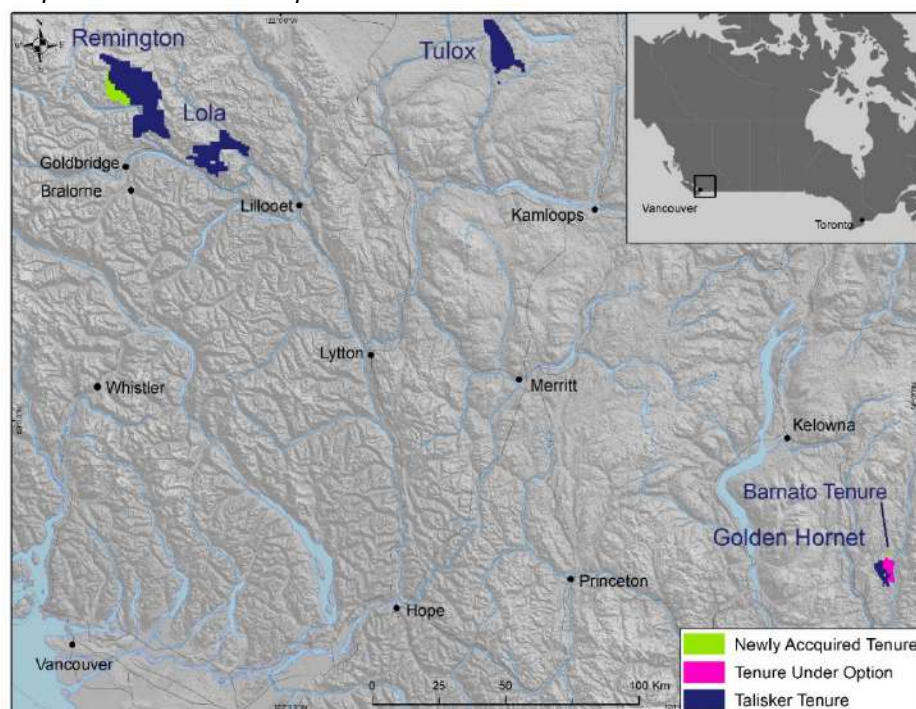 Remington
Tulox
Lola
Goldbridge
Bralorne
Lillooet
Kamloops
Vancouver
Toronto
Lytton
Whistler
Merritt
Kelowna
Barnato Tenure
Golden Hornet
Princeton
Hope
Vancouver
0 50 100 Km
Newly Accquired Tenure
Tenure Under Option
Talisker Tenure